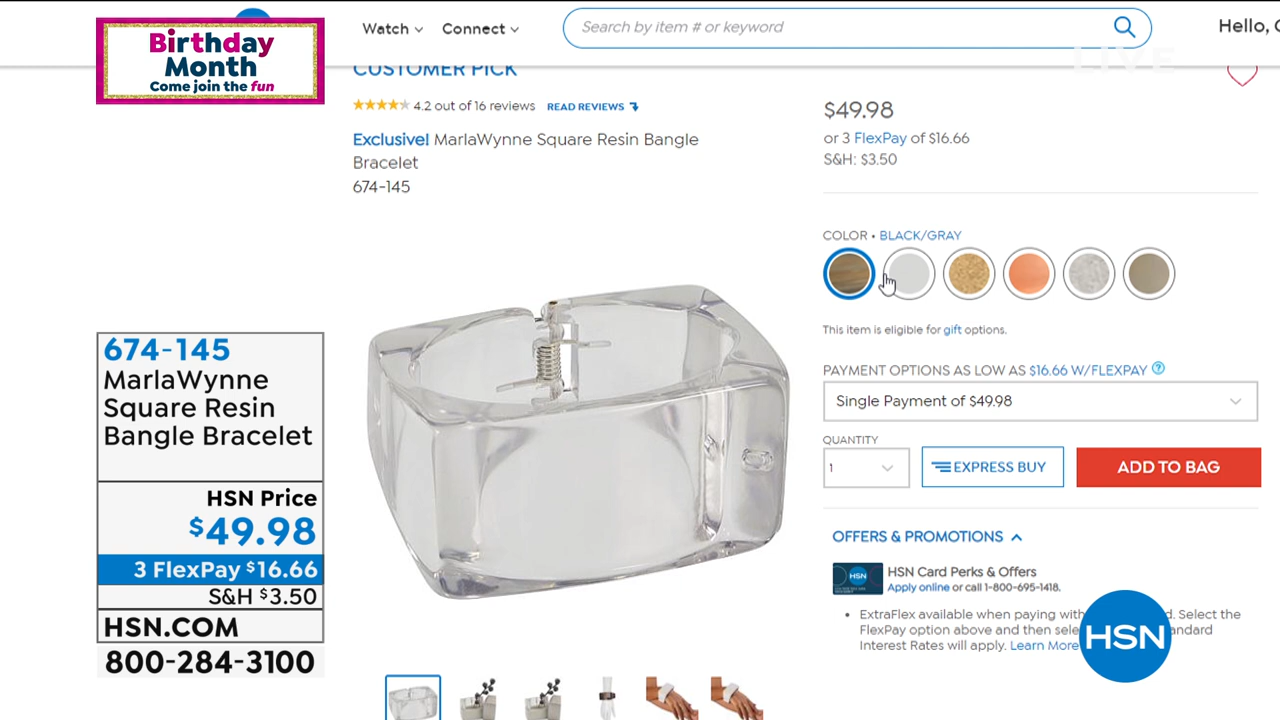 Birthday
Month
Come join the fun
Watch
Connect
Search by item # or keyword
Hello,
LIVE
CUSTOMER PICK
4.2 out of 16 reviews READ REVIEWS
Exclusive! MarlaWynne Square Resin Bangle
Bracelet
674-145
$49.98
or 3 FlexPay of $16.66
S&H: $3.50
COLOR • BLACK/GRAY
This item is eligible for gift options.
PAYMENT OPTIONS AS LOW AS $16.66 W/FLEXPAY ?
Single Payment of $49.98
QUANTITY
1
EXPRESS BUY
ADD TO BAG
OFFERS & PROMOTIONS
HSN
HSN Card Perks & Offers
Apply online or call 1-800-695-1418.
• ExtraFlex available when paying with d. Select the
FlexPay option above and then sele andard
Interest Rates will apply. Learn More
HSN
674-145
MarlaWynne
Square Resin
Bangle Bracelet
HSN Price
$49.98
3 FlexPay $16.66
S&H $3.50
HSN.COM
800-284-3100